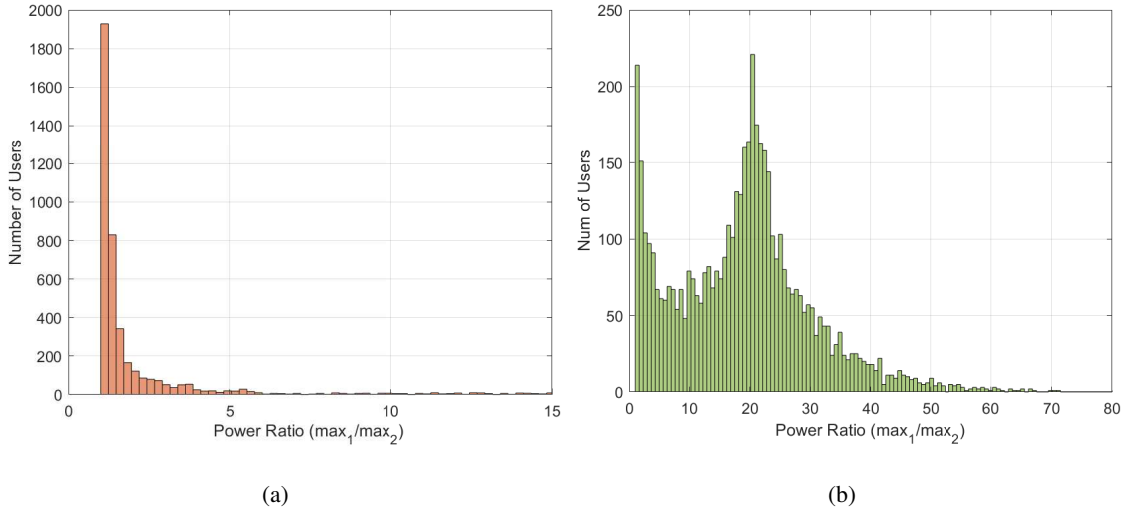 2000
1800
1600
1400
1200
1000
800
600
400
200
0
Number of Users
0 5 10 15
Power Ratio (max₁/max₂)
(a)
250
200
150
100
50
0
Num of Users
0 10 20 30 40 50 60 70 80
Power Ratio (max₁/max₂)
(b)